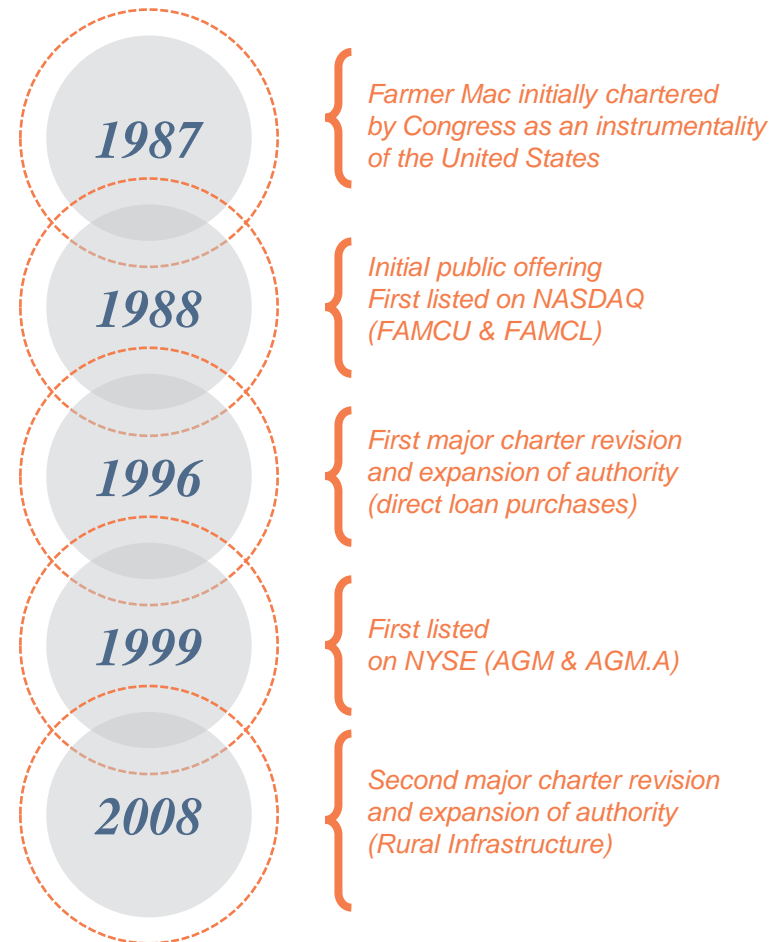 1987
Farmer Mac initially chartered
by Congress as an instrumentality
of the United States
1988
Initial public offering
First listed on NASDAQ
(FAMCU & FAMCL)
1996
First major charter revision
and expansion of authority
(direct loan purchases)
1999
First listed
on NYSE (AGM & AGM.A)
2008
Second major charter revision
and expansion of authority
(Rural Infrastructure)